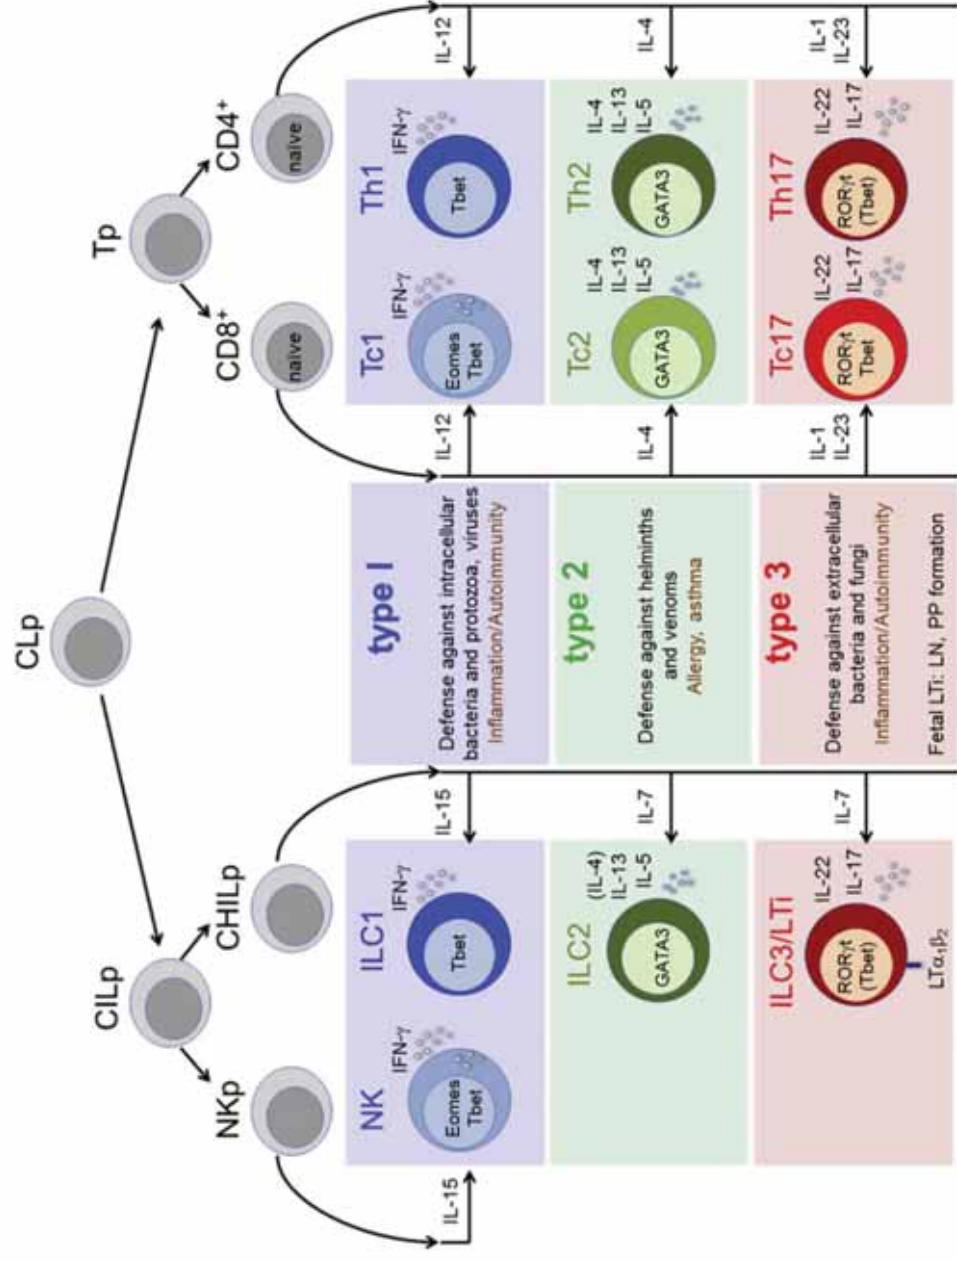 CLp
CILp
Tp
NKp
CHILp
CD8+
CD4+
naïve
naïve
NK
ILC1
type I
Tc1
Th1
IL-15
Eomes
Tbet
IFN-γ
Tbet
IFN-γ
IL-15
Defense against intracellular
bacteria and protozoa, viruses
Inflammation/Autoimmunity
IL-12
Eomes
Tbet
IFN-γ
Tbet
IFN-γ
IL-12
ILC2
type 2
Tc2
Th2
GATA3
(IL-4)
IL-13
IL-5
IL-7
Defense against helminths
and venoms
Allergy, asthma
IL-4
GATA3
IL-4
IL-13
IL-5
GATA3
IL-4
IL-13
IL-5
IL-4
ILC3/LTi
type 3
Tc17
Th17
RORγt
(Tbet)
IL-22
IL-17
LTα₁β₂
IL-7
Defense against extracellular
bacteria and fungi
Inflammation/Autoimmunity
Fetal LTi: LN, PP formation
IL-1
IL-23
RORγt
Tbet
IL-22
IL-17
RORγt
(Tbet)
IL-22
IL-17
IL-1
IL-23